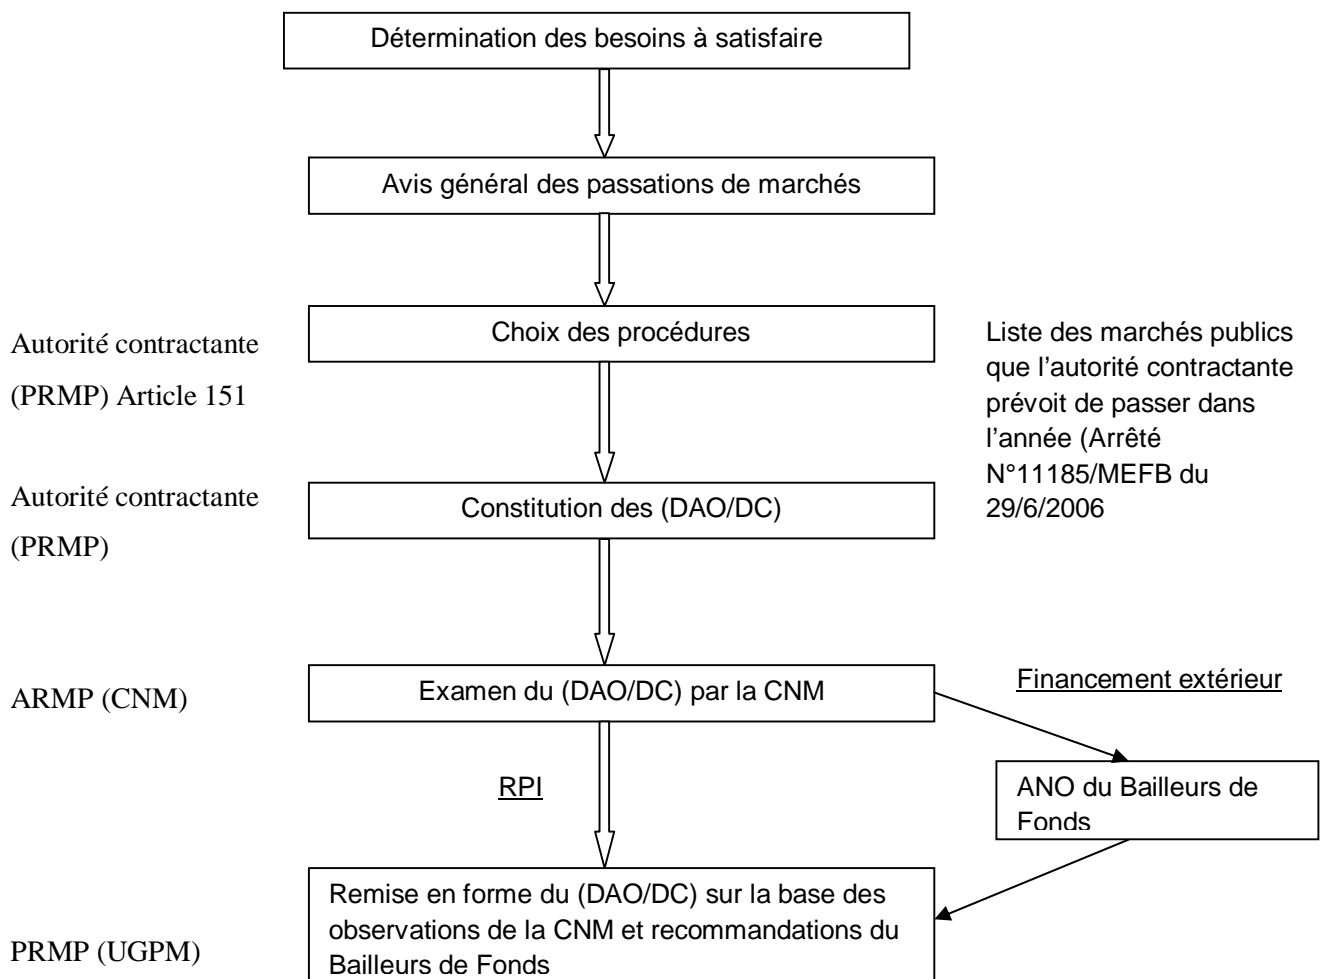 Détermination des besoins à satisfaire
Avis général des passations de marchés
Choix des procédures
Autorité contractante
(PRMP) Article 151
Liste des marchés publics
que l’autorité contractante
prévoit de passer dans
l’année (Arrêté
N°11185/MEFB du
29/6/2006
Autorité contractante
(PRMP)
Constitution des (DAO/DC)
ARMP (CNM)
Examen du (DAO/DC) par la CNM
Financement extérieur
RPI
ANO du Bailleurs de
Fonds
PRMP (UGPM)
Remise en forme du (DAO/DC) sur la base des
observations de la CNM et recommandations du
Bailleurs de Fonds